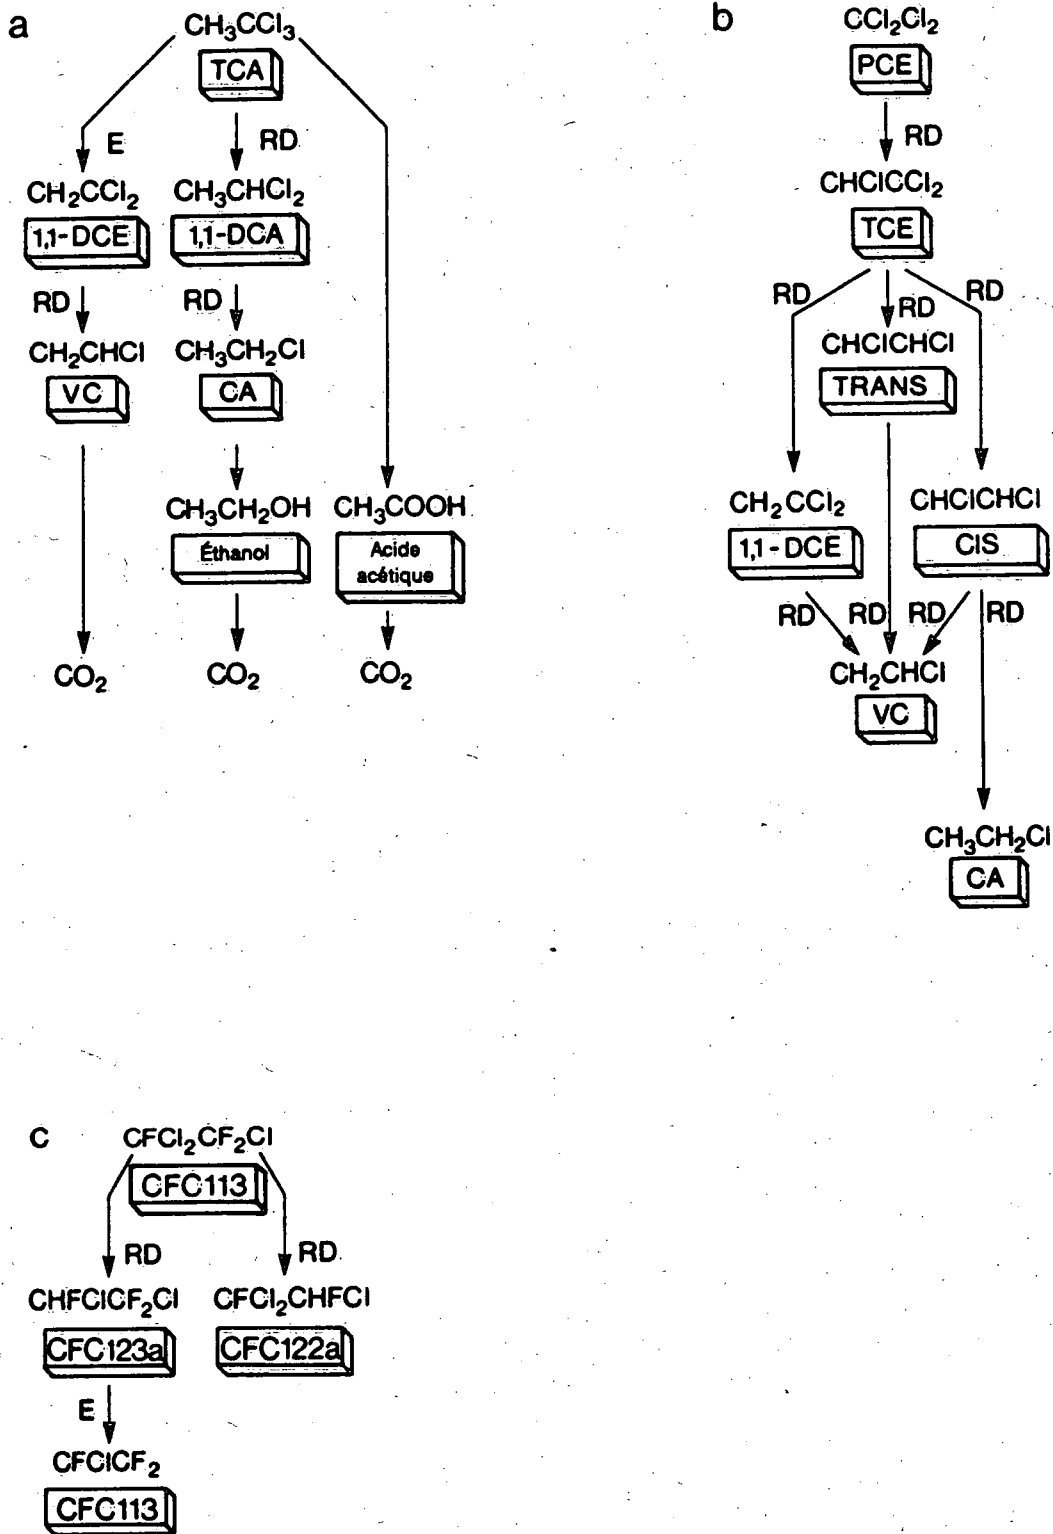 a
CH₃CCl₃
TCA
E
RD
CH₂CCl₂
CH₃CHCl₂
1,1-DCE
1,1-DCA
RD
RD
CH₂CHCl
CH₃CH₂Cl
VC
CA
CH₃CH₂OH
CH₃COOH
Éthanol
Acide
acétique
CO₂
CO₂
CO₂
b
CCl₂Cl₂
PCE
RD
CHClCCl₂
TCE
RD
RD
RD
CHClCHCl
TRANS
CH₂CCl₂
CHClCHCl
1,1-DCE
CIS
RD
RD
RD
RD
CH₂CHCl
VC
CH₃CH₂Cl
CA
c
CFCl₂CF₂Cl
CFC113
RD
RD
CHFClCF₂Cl
CFCl₂CHFCl
CFC123a
CFC122a
E
CFClCF₂
CFC113